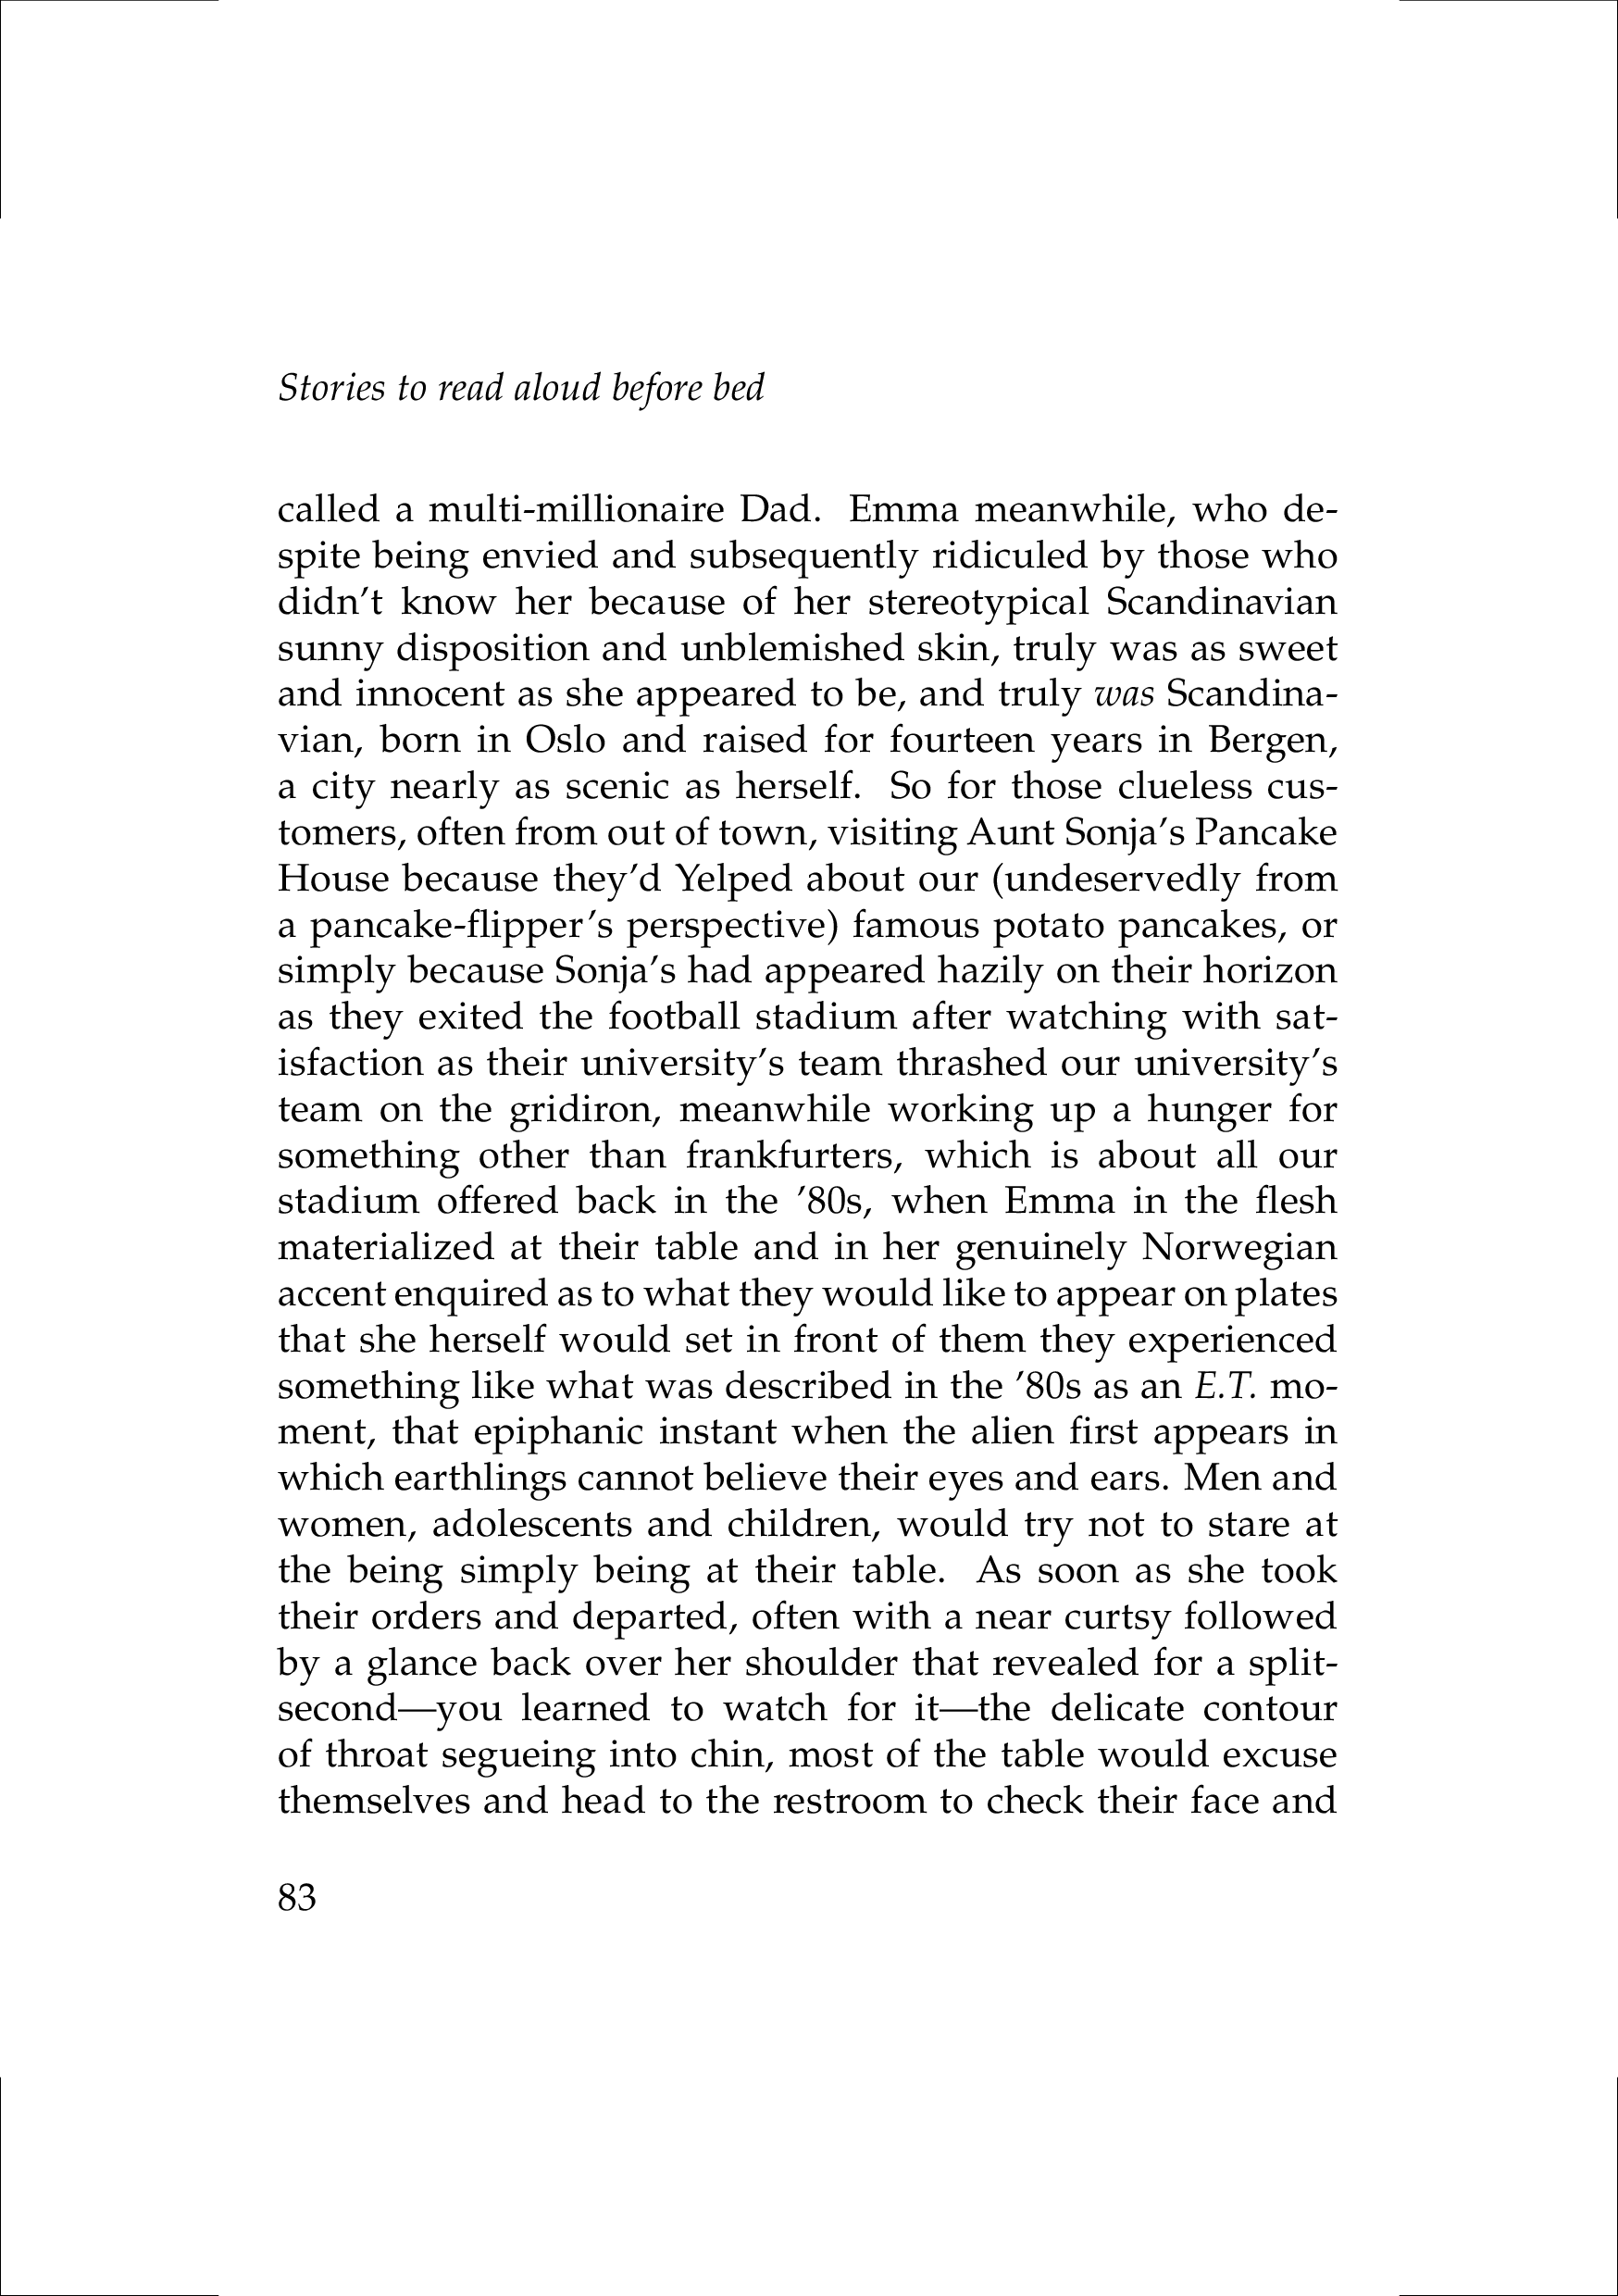 Stories to read aloud before bed
called a multi-millionaire Dad. Emma meanwhile, who de-
spite being envied and subsequently ridiculed by those who
didn’t know her because of her stereotypical Scandinavian
sunny disposition and unblemished skin, truly was as sweet
and innocent as she appeared to be, and truly was Scandina-
vian, born in Oslo and raised for fourteen years in Bergen,
a city nearly as scenic as herself. So for those clueless cus-
tomers, often from out of town, visiting Aunt Sonja’s Pancake
House because they’d Yelped about our (undeservedly from
a pancake-flipper’s perspective) famous potato pancakes, or
simply because Sonja’s had appeared hazily on their horizon
as they exited the football stadium after watching with sat-
isfaction as their university’s team thrashed our university’s
team on the gridiron, meanwhile working up a hunger for
something other than frankfurters, which is about all our
stadium offered back in the ’80s, when Emma in the flesh
materialized at their table and in her genuinely Norwegian
accent enquired as to what they would like to appear on plates
that she herself would set in front of them they experienced
something like what was described in the ’80s as an E.T. mo-
ment, that epiphanic instant when the alien first appears in
which earthlings cannot believe their eyes and ears. Men and
women, adolescents and children, would try not to stare at
the being simply being at their table. As soon as she took
their orders and departed, often with a near curtsy followed
by a glance back over her shoulder that revealed for a split-
second—you learned to watch for it—the delicate contour
of throat segueing into chin, most of the table would excuse
themselves and head to the restroom to check their face and
83